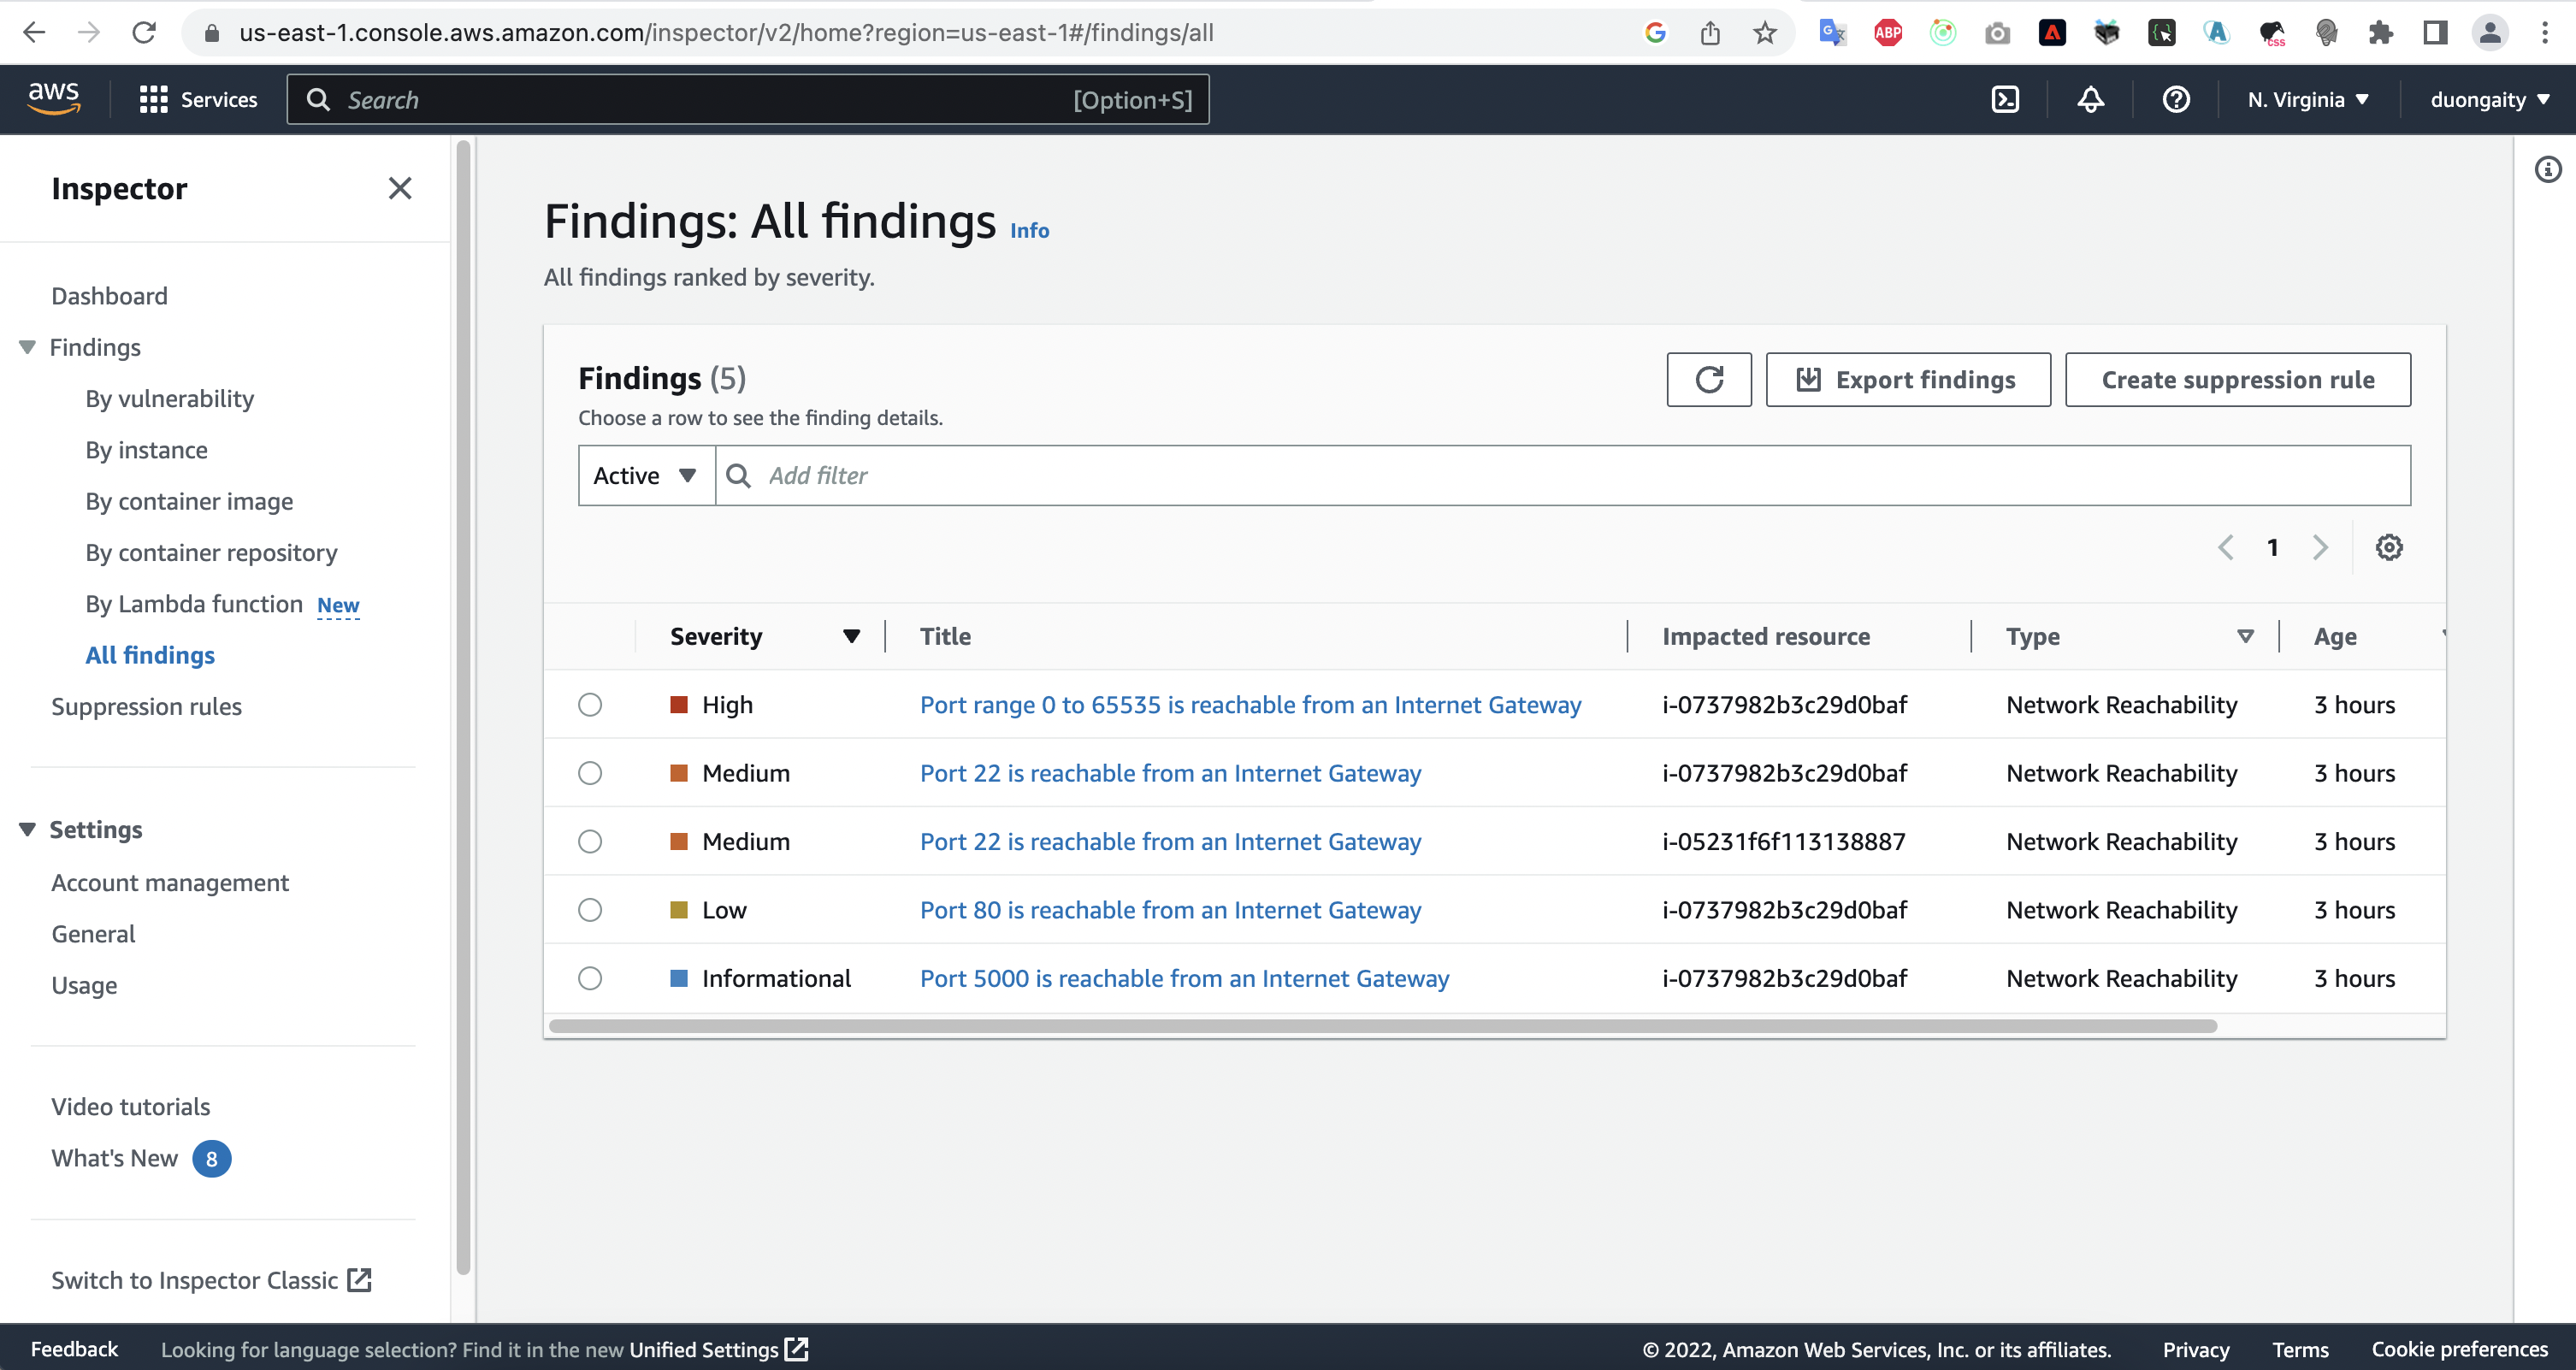 us-east-1.console.aws.amazon.com/inspector/v2/home?region=us-east-1#/findings/all
ABP
css
aws
Services
Search
[Option+S]
N. Virginia
duongaity
Inspector
Dashboard
Findings
By vulnerability
By instance
By container image
By container repository
By Lambda function New
All findings
Suppression rules
Settings
Account management
General
Usage
Video tutorials
What's New 8
Switch to Inspector Classic
Findings: All findings Info
All findings ranked by severity.
Findings (5)
Choose a row to see the finding details.
Export findings
Create suppression rule
Active
Add filter
1
Severity Title Impacted resource Type Age
High Port range 0 to 65535 is reachable from an Internet Gateway i-0737982b3c29d0baf Network Reachability 3 hours
Medium Port 22 is reachable from an Internet Gateway i-0737982b3c29d0baf Network Reachability 3 hours
Medium Port 22 is reachable from an Internet Gateway i-05231f6f113138887 Network Reachability 3 hours
Low Port 80 is reachable from an Internet Gateway i-0737982b3c29d0baf Network Reachability 3 hours
Informational Port 5000 is reachable from an Internet Gateway i-0737982b3c29d0baf Network Reachability 3 hours
Feedback
Looking for language selection? Find it in the new Unified Settings
© 2022, Amazon Web Services, Inc. or its affiliates.
Privacy
Terms
Cookie preferences